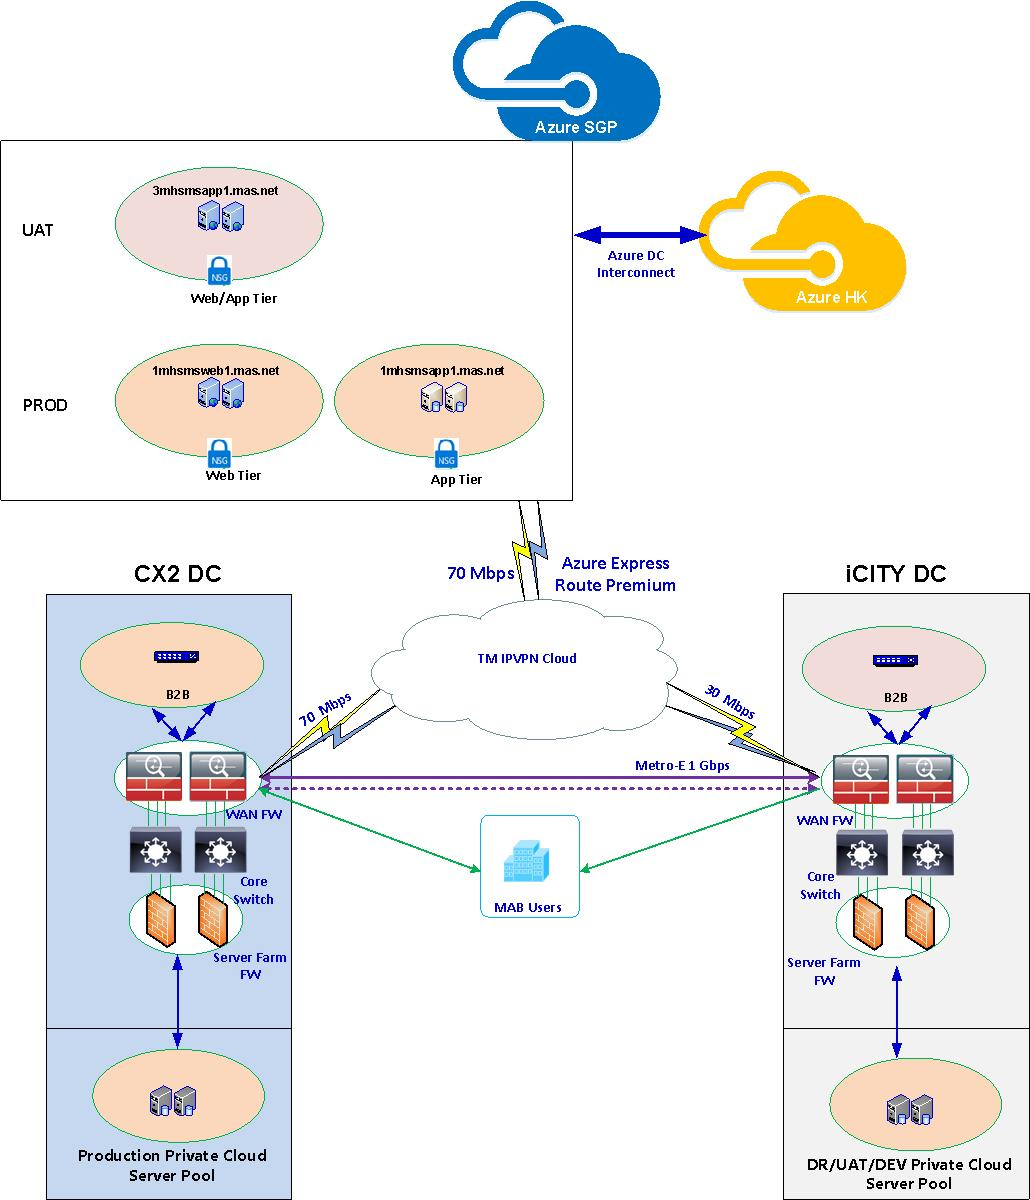 Azure SGP
3mhsmsapp1.mas.net
UAT
NSG
Web/App Tier
Azure DC
Interconnect
Azure HK
1mhsmsweb1.mas.net
1mhsmsapp1.mas.net
PROD
NSG
NSG
Web Tier
App Tier
70 Mbps
Azure Express
Route Premium
CX2 DC
iCITY DC
TM IPVPN Cloud
B2B
B2B
70 Mbps
30 Mbps
Metro-E 1 Gbps
WAN FW
WAN FW
Core
Switch
Core
Switch
MAB Users
Server Farm
FW
Server Farm
FW
Production Private Cloud
Server Pool
DR/UAT/DEV Private Cloud
Server Pool